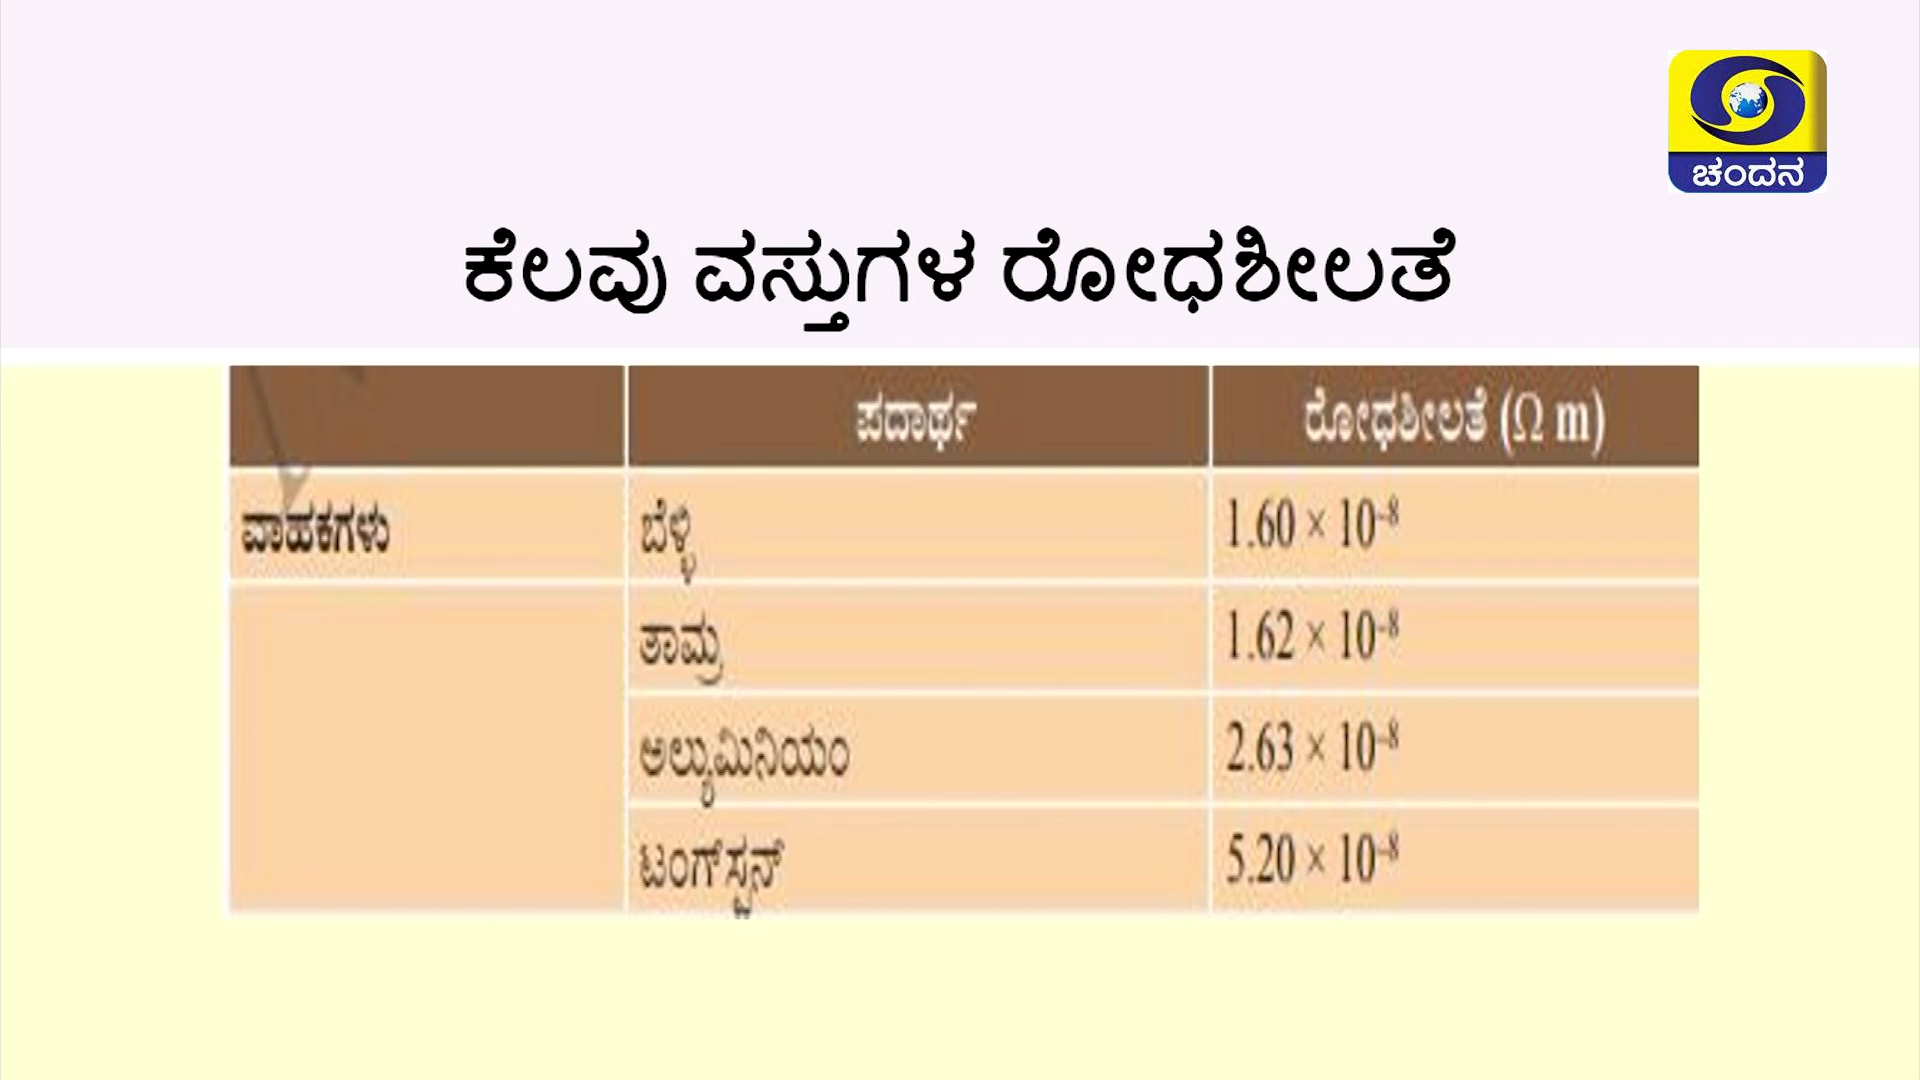 ಚಂದನ
ಕೆಲವು ವಸ್ತುಗಳ ರೋಧಶೀಲತೆ
ಪದಾರ್ಥ ರೋಧಶೀಲತೆ (Ω m)
ವಾಹಕಗಳು ಬೆಳ್ಳಿ 1.60 × 10⁻⁸
ತಾಮ್ರ 1.62 × 10⁻⁸
ಅಲ್ಯುಮಿನಿಯಂ 2.63 × 10⁻⁸
ಟಂಗ್‌ಸ್ಟನ್ 5.20 × 10⁻⁸